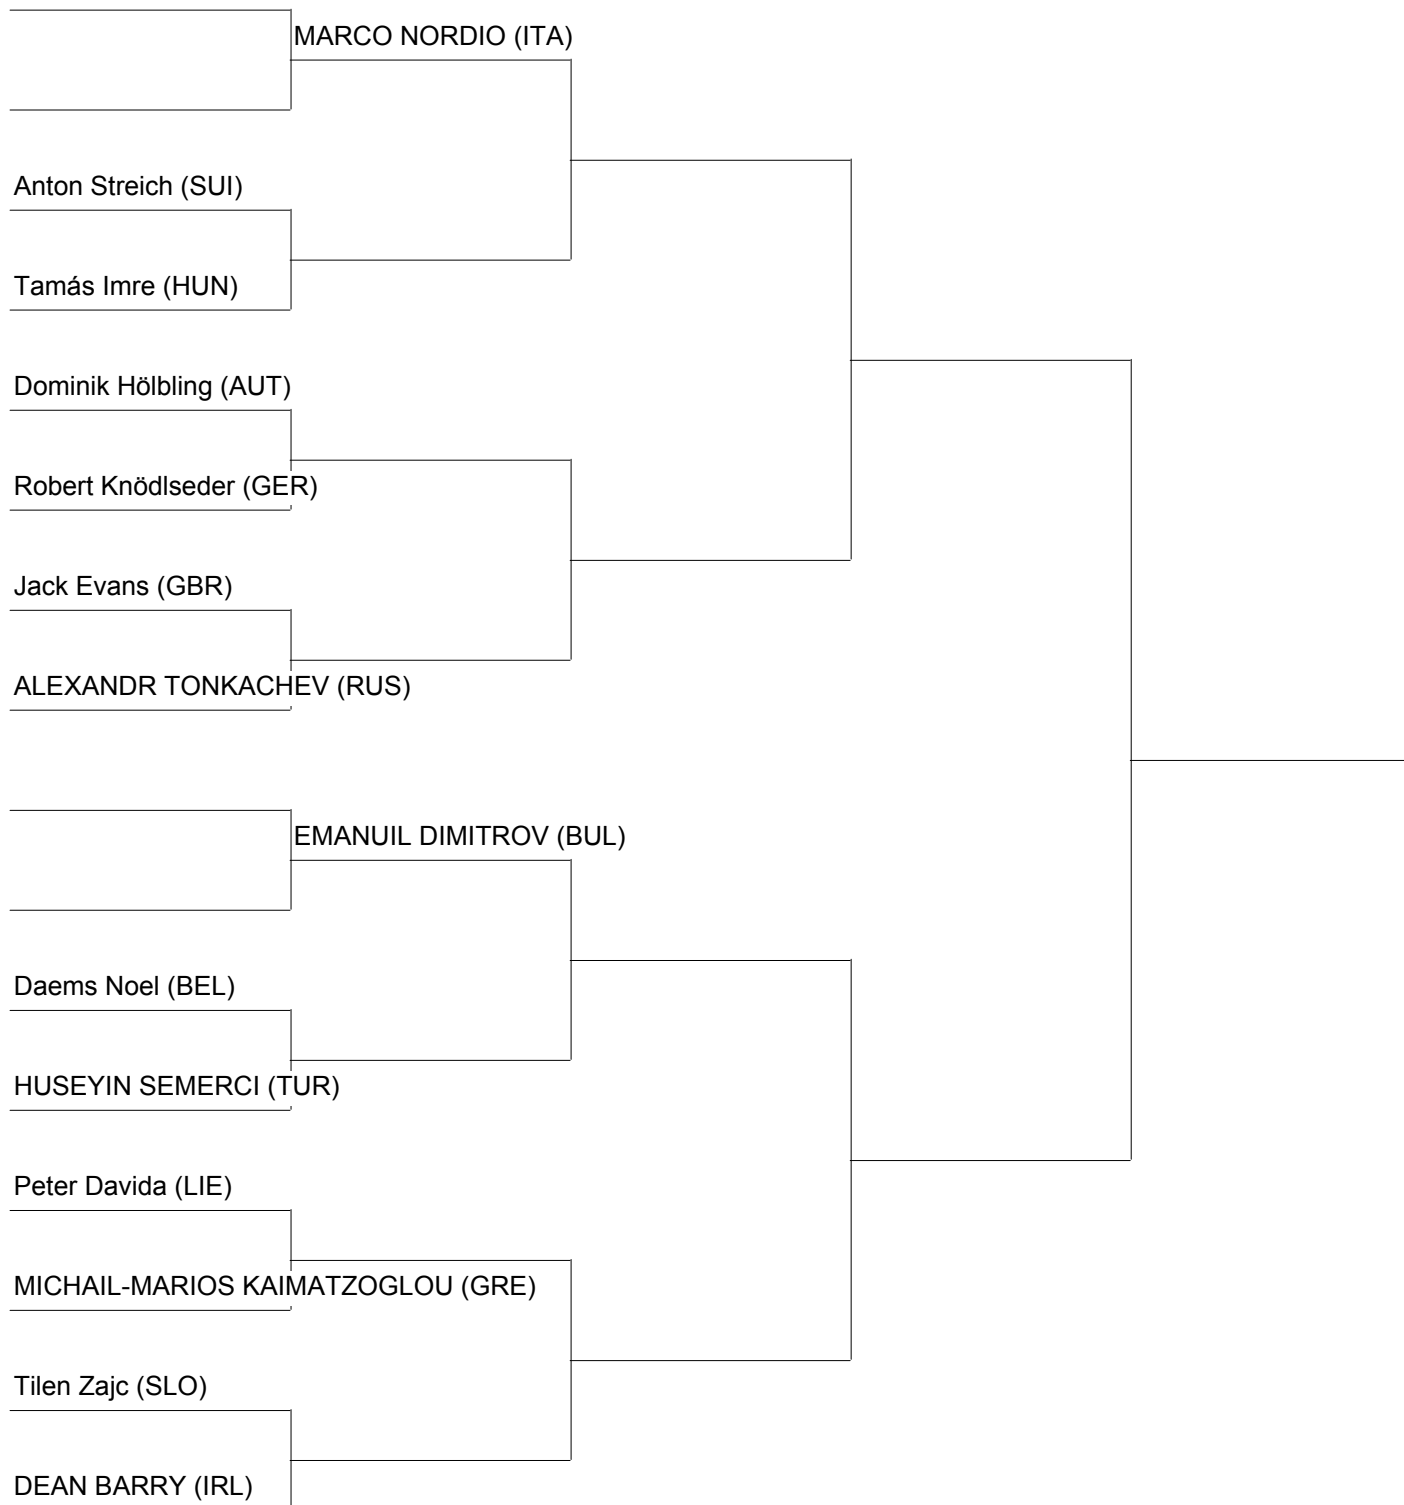 MARCO NORDIO (ITA)
Anton Streich (SUI)
Tamás Imre (HUN)
Dominik Hölbling (AUT)
Robert Knödlseder (GER)
Jack Evans (GBR)
ALEXANDR TONKACHEV (RUS)
EMANUIL DIMITROV (BUL)
Daems Noel (BEL)
HUSEYIN SEMERCI (TUR)
Peter Davida (LIE)
MICHAIL-MARIOS KAIMATZOGLOU (GRE)
Tilen Zajc (SLO)
DEAN BARRY (IRL)